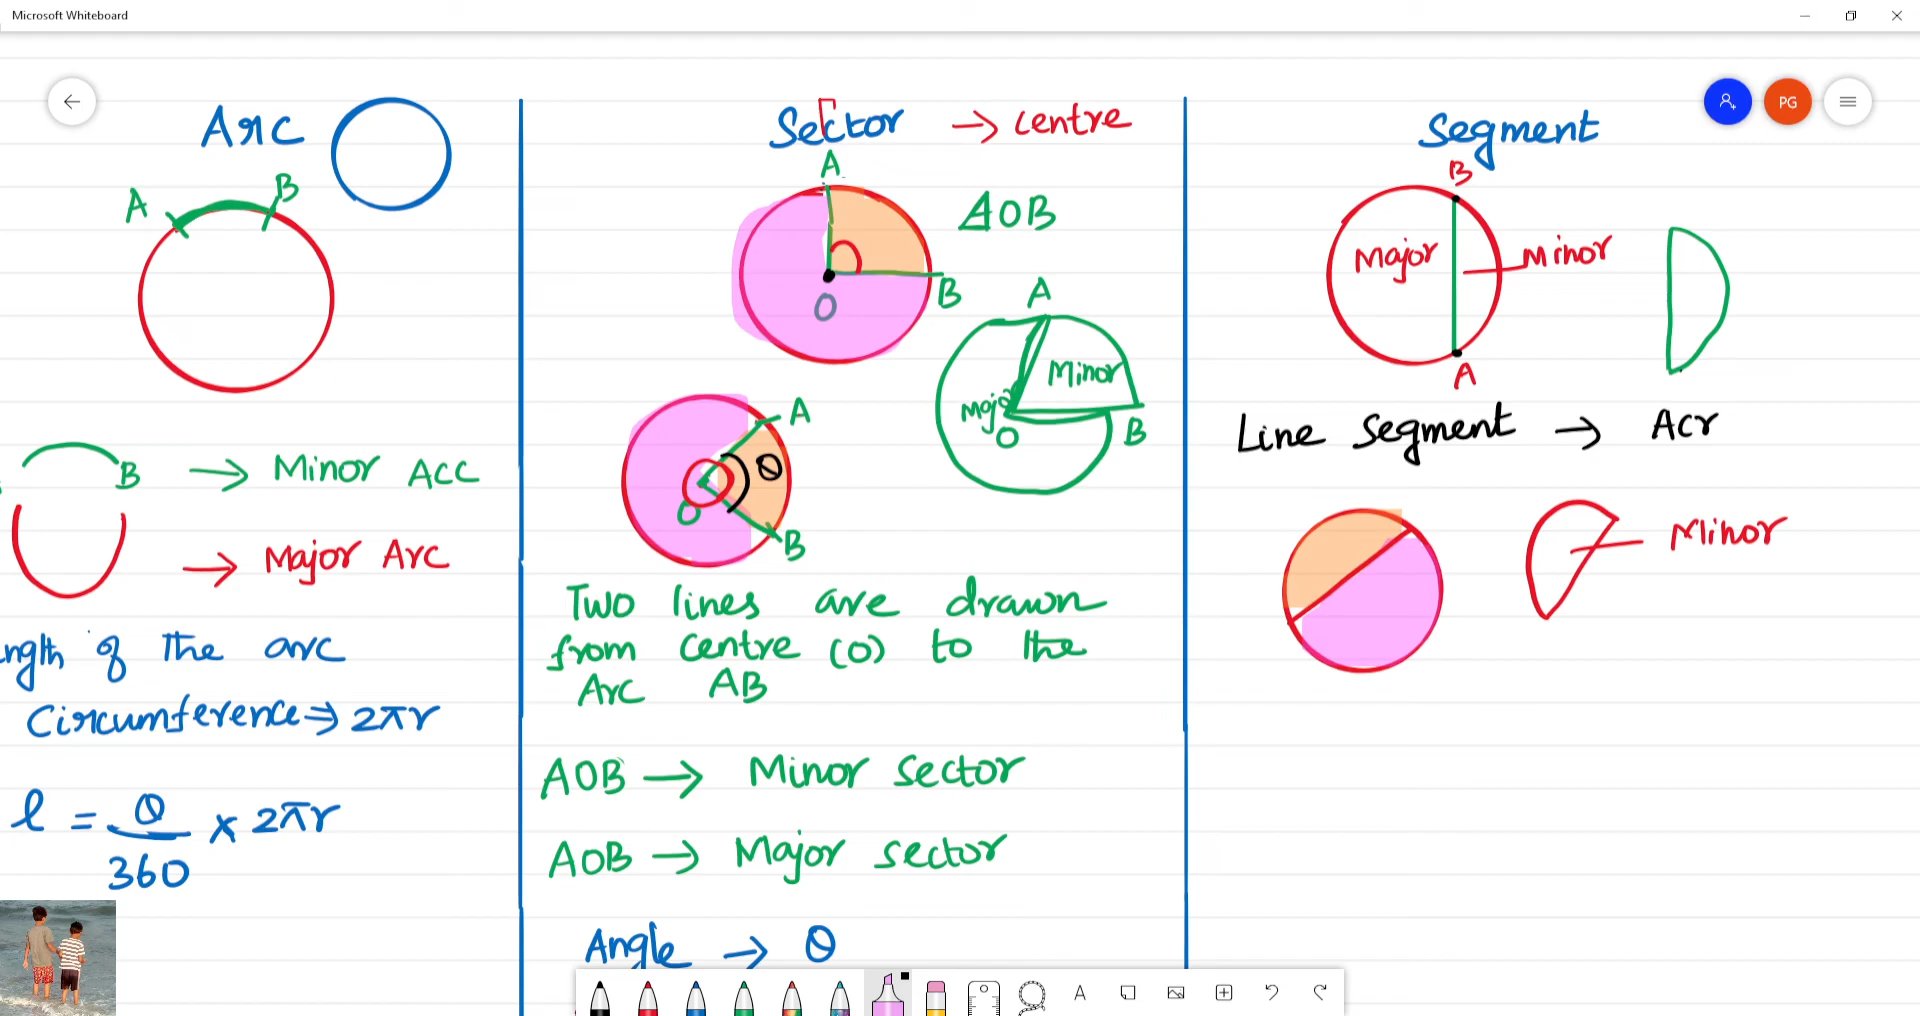 Microsoft Whiteboard
PG
Arc
A
B
B → Minor Acc
→ Major Arc
ngth of the arc
Circumference ⇒ 2πr
l = θ/360 × 2πr
Sector → centre
A
AOB
O
B
A
Minor
Majo
O
B
A
θ
O
B
Two lines are drawn
from centre (O) to the
Arc AB
AOB → Minor sector
AOB → Major sector
Angle → θ
Segment
B
Major
Minor
A
Line Segment → Acr
Minor
A